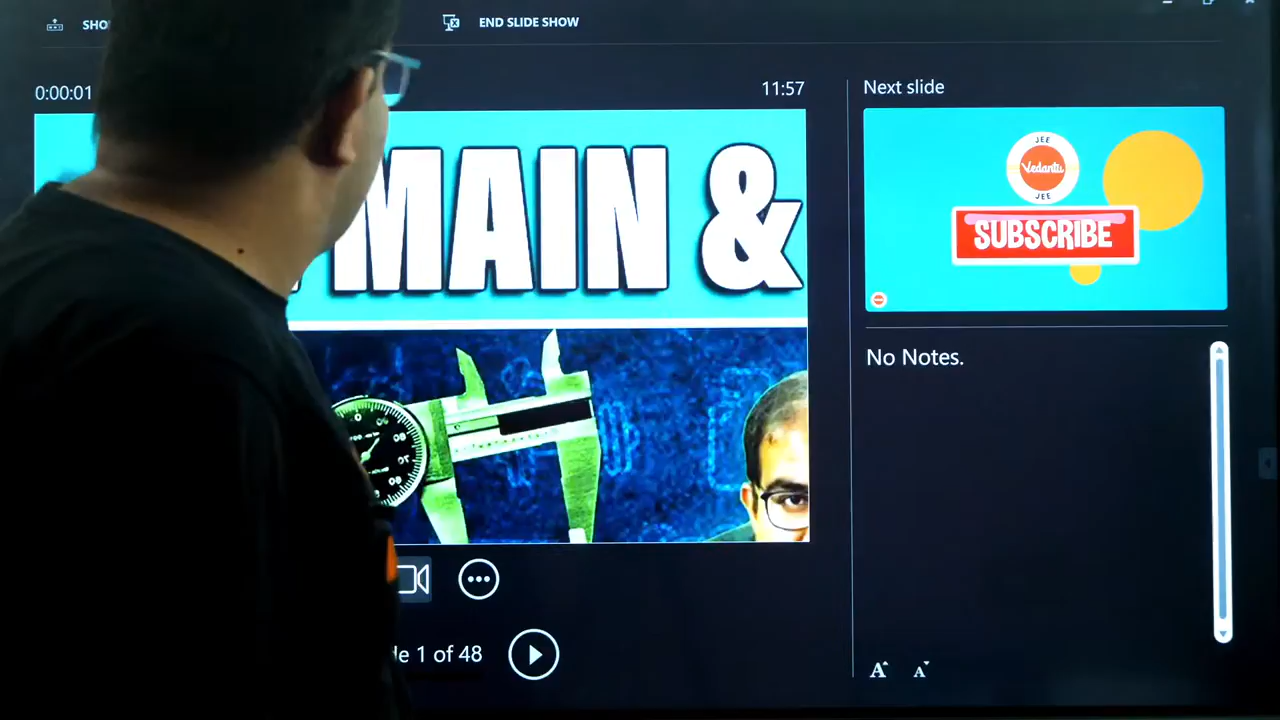 END SLIDE SHOW
0:00:01
11:57
Next slide
MAIN &
JEE
Vedantu
JEE
SUBSCRIBE
No Notes.
1 of 48
A A